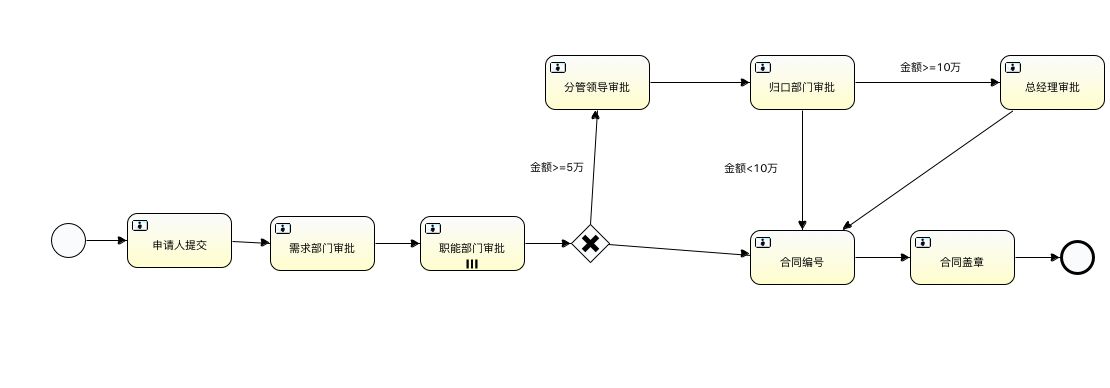 分管领导审批
归口部门审批
金额>=10万
总经理审批
金额>=5万
金额<10万
申请人提交
需求部门审批
职能部门审批
合同编号
合同盖章